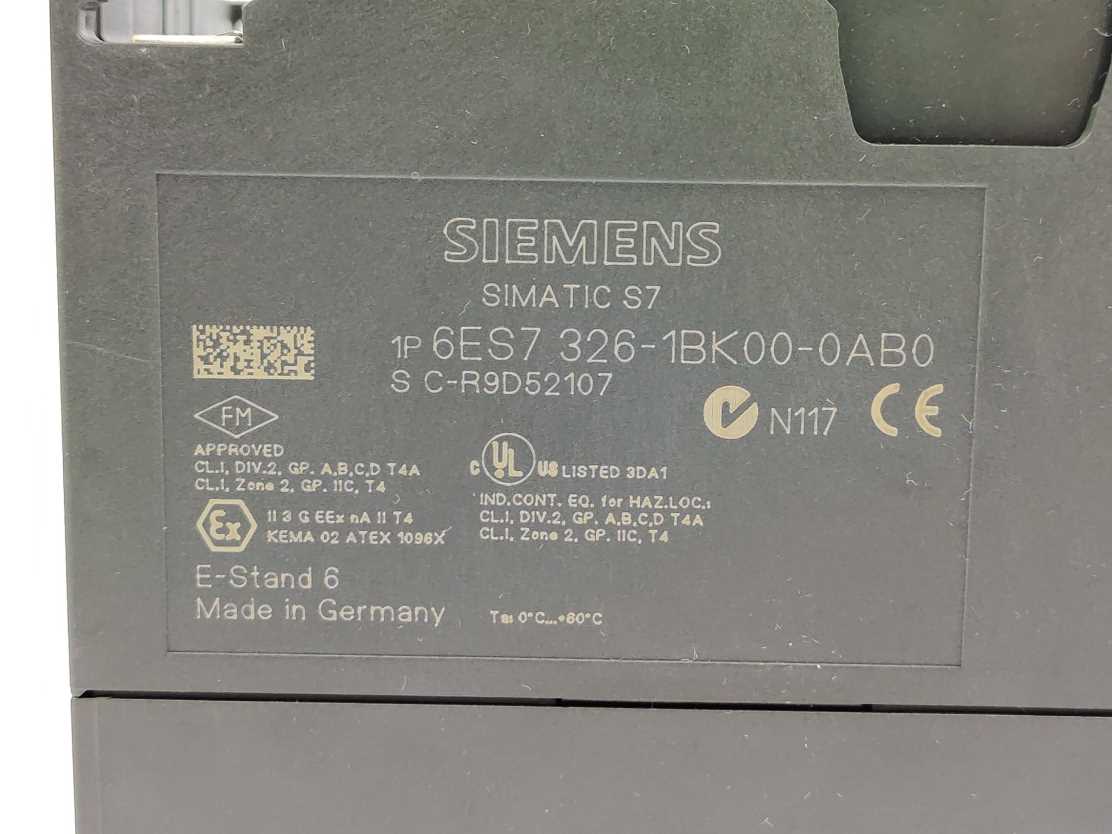 SIEMENS
SIMATIC S7
1P 6ES7 326-1BK00-0AB0
S C-R9D52107
N117 CE
FM
APPROVED
CL.I, DIV.2, GP. A,B,C,D T4A
CL.I, Zone 2, GP. IIC, T4
Ex II 3 G EEx nA II T4
KEMA 02 ATEX 1096X
C UL US LISTED 3DA1
IND.CONT. EQ. for HAZ.LOC.:
CL.I, DIV.2, GP. A,B,C,D T4A
CL.I, Zone 2, GP. IIC, T4
E-Stand 6
Made in Germany
Ta: 0°C...+60°C